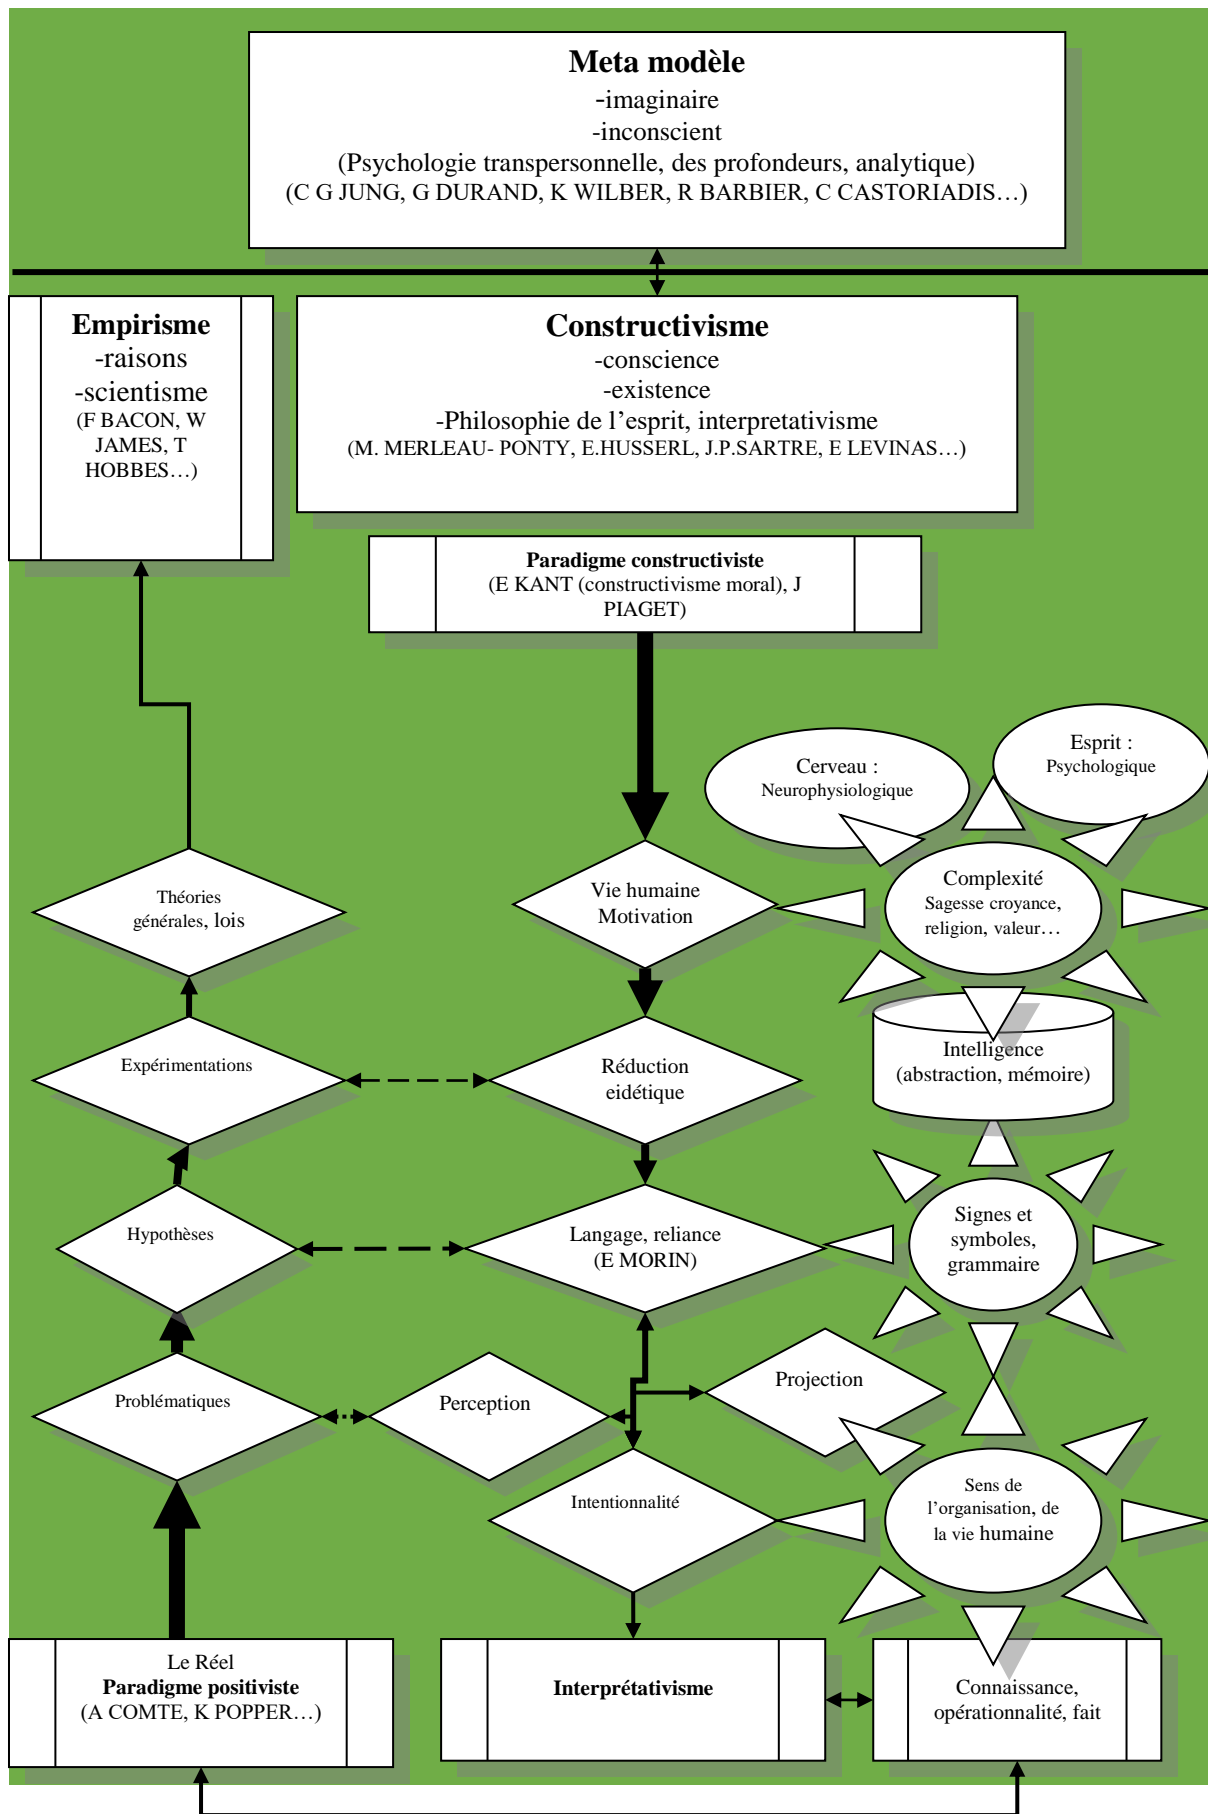 Meta modèle
-imaginaire
-inconscient
(Psychologie transpersonnelle, des profondeurs, analytique)
(C G JUNG, G DURAND, K WILBER, R BARBIER, C CASTORIADIS…)
Empirisme
-raisons
-scientisme
(F BACON, W
JAMES, T
HOBBES…)
Constructivisme
-conscience
-existence
-Philosophie de l’esprit, interpretativisme
(M. MERLEAU- PONTY, E.HUSSERL, J.P.SARTRE, E LEVINAS…)
Paradigme constructiviste
(E KANT (constructivisme moral), J
PIAGET)
Cerveau :
Neurophysiologique
Esprit :
Psychologique
Théories
générales, lois
Vie humaine
Motivation
Complexité
Sagesse croyance,
religion, valeur…
Expérimentations
Réduction
eidétique
Intelligence
(abstraction, mémoire)
Hypothèses
Langage, reliance
(E MORIN)
Signes et
symboles,
grammaire
Problématiques
Perception
Projection
Intentionnalité
Sens de
l’organisation, de
la vie humaine
Le Réel
Paradigme positiviste
(A COMTE, K POPPER…)
Interprétativisme
Connaissance,
opérationnalité, fait